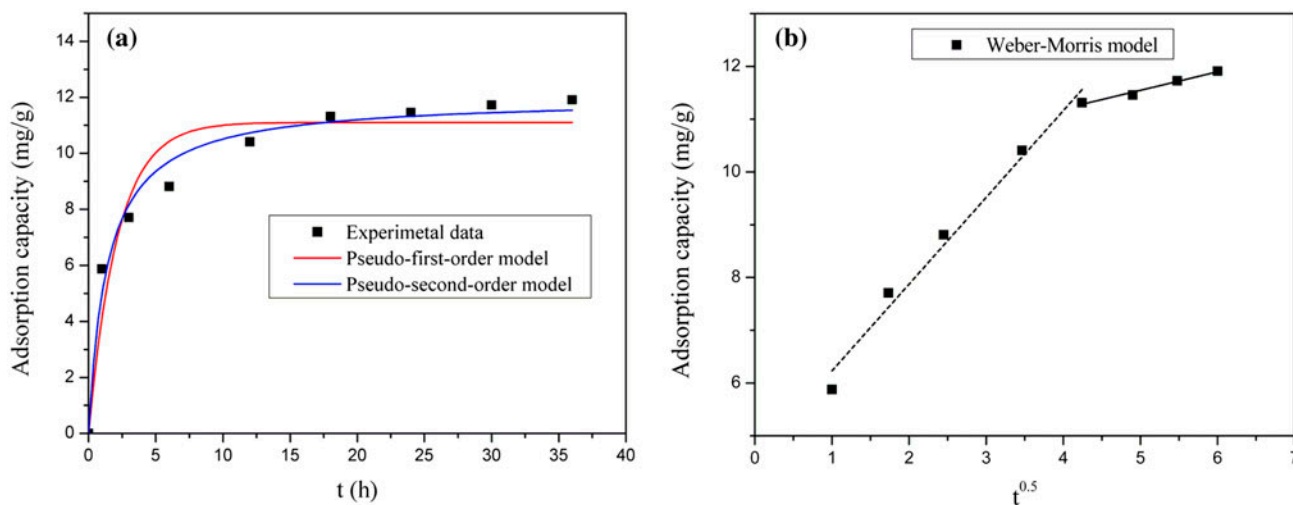 (a)
Adsorption capacity (mg/g)
14
12
10
8
6
4
2
0
Experimetal data
Pseudo-first-order model
Pseudo-second-order model
0 5 10 15 20 25 30 35 40
t (h)
(b)
Weber-Morris model
Adsorption capacity (mg/g)
12
10
8
6
0 1 2 3 4 5 6 7
t^0.5